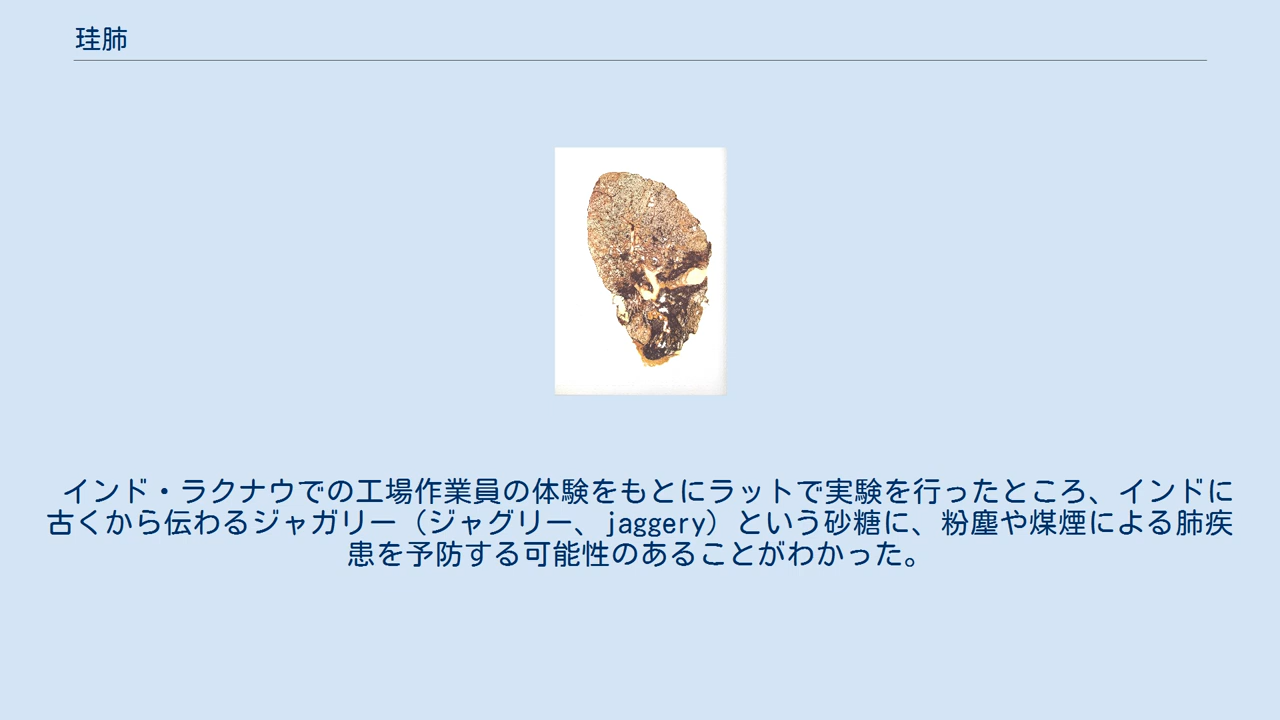 珪肺
インド・ラクナウでの工場作業員の体験をもとにラットで実験を行ったところ、インドに
古くから伝わるジャガリー（ジャグリー、jaggery）という砂糖に、粉塵や煤煙による肺疾
患を予防する可能性のあることがわかった。